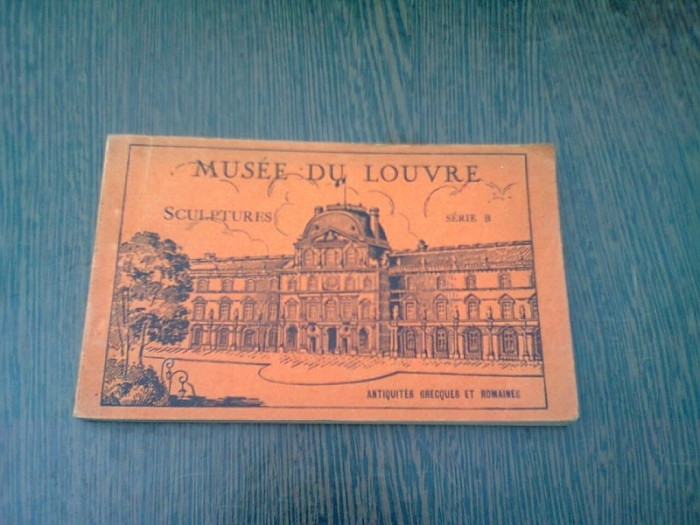 MUSÉE DU LOUVRE
SCULPTURES SÉRIE B
ANTIQUITÉS GRECQUES ET ROMAINES